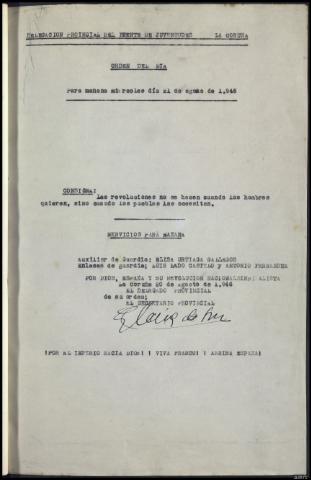 DELEGACION PROVINCIAL DEL FRENTE DE JUVENTUDES LA CORUÑA
ORDEN DEL DIA
Para mañana miercoles día 21 de agosto de 1.946
CONSIGNA:
Las revoluciones no se hacen cuando los hombres
quieren, sino cuando los pueblos las necesitan.
SERVICIOS PARA MAÑANA
Auxiliar de Guardia: ELISA URTIAGA GALLARDO
Enlaces de guardia; LUIS DADO CASTELO y ANTONIO FERNANDEZ
POR DIOS, ESPAÑA Y SU REVOLUCION NACIONALSINDICALISTA
La Coruña 20 de agosto de 1.946
EL DELEGADO PROVINCIAL
de su orden;
EL SECRETARIO PROVINCIAL
¡POR EL IMPERIO HACIA DIOS! ¡ VIVA FRANCO! ¡ ARRIBA ESPAÑA!